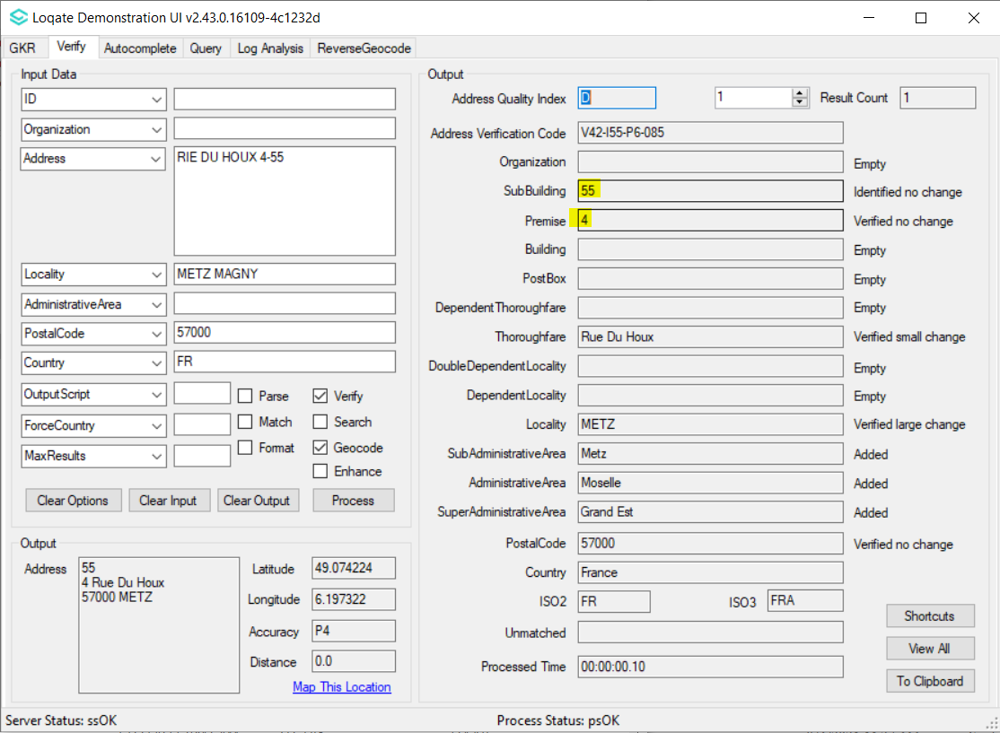 Loqate Demonstration UI v2.43.0.16109-4c1232d
GKR Verify Autocomplete Query Log Analysis ReverseGeocode
Input Data
ID
Organization
Address RIE DU HOUX 4-55
Locality METZ MAGNY
AdministrativeArea
PostalCode 57000
Country FR
OutputScript Parse Verify
ForceCountry Match Search
MaxResults Format Geocode
Enhance
Clear Options Clear Input Clear Output Process
Output
Address 55
4 Rue Du Houx
57000 METZ
Latitude 49.074224
Longitude 6.197322
Accuracy P4
Distance 0.0
Map This Location
Output
Address Quality Index D 1 Result Count 1
Address Verification Code V42-I55-P6-085
Organization Empty
SubBuilding 55 Identified no change
Premise 4 Verified no change
Building Empty
PostBox Empty
DependentThoroughfare Empty
Thoroughfare Rue Du Houx Verified small change
DoubleDependentLocality Empty
DependentLocality Empty
Locality METZ Verified large change
SubAdministrativeArea Metz Added
AdministrativeArea Moselle Added
SuperAdministrativeArea Grand Est Added
PostalCode 57000 Verified no change
Country France
ISO2 FR ISO3 FRA
Unmatched
Processed Time 00:00:00.10
Shortcuts
View All
To Clipboard
Server Status: ssOK Process Status: psOK